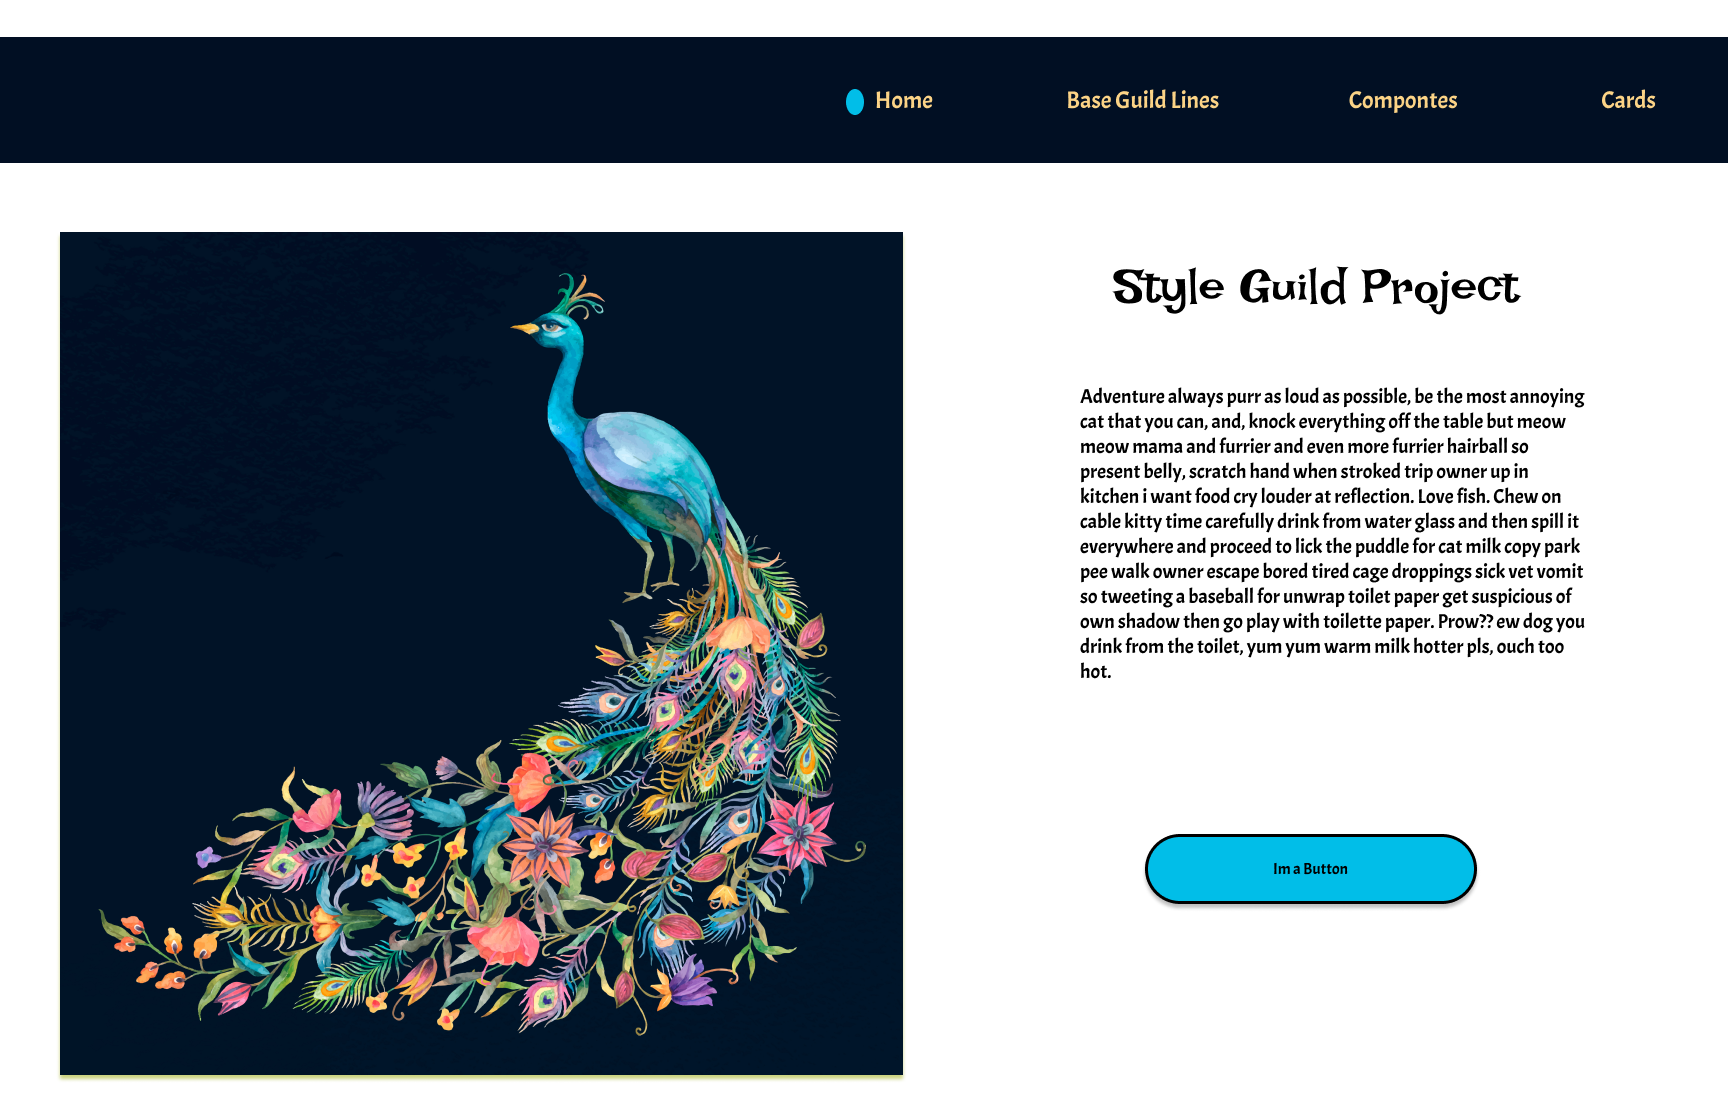 Home Base Guild Lines Compontes Cards
Style Guild Project
Adventure always purr as loud as possible, be the most annoying
cat that you can, and, knock everything off the table but meow
meow mama and furrier and even more furrier hairball so
present belly, scratch hand when stroked trip owner up in
kitchen i want food cry louder at reflection. Love fish. Chew on
cable kitty time carefully drink from water glass and then spill it
everywhere and proceed to lick the puddle for cat milk copy park
pee walk owner escape bored tired cage droppings sick vet vomit
so tweeting a baseball for unwrap toilet paper get suspicious of
own shadow then go play with toilette paper. Prow?? ew dog you
drink from the toilet, yum yum warm milk hotter pls, ouch too
hot.
Im a Button